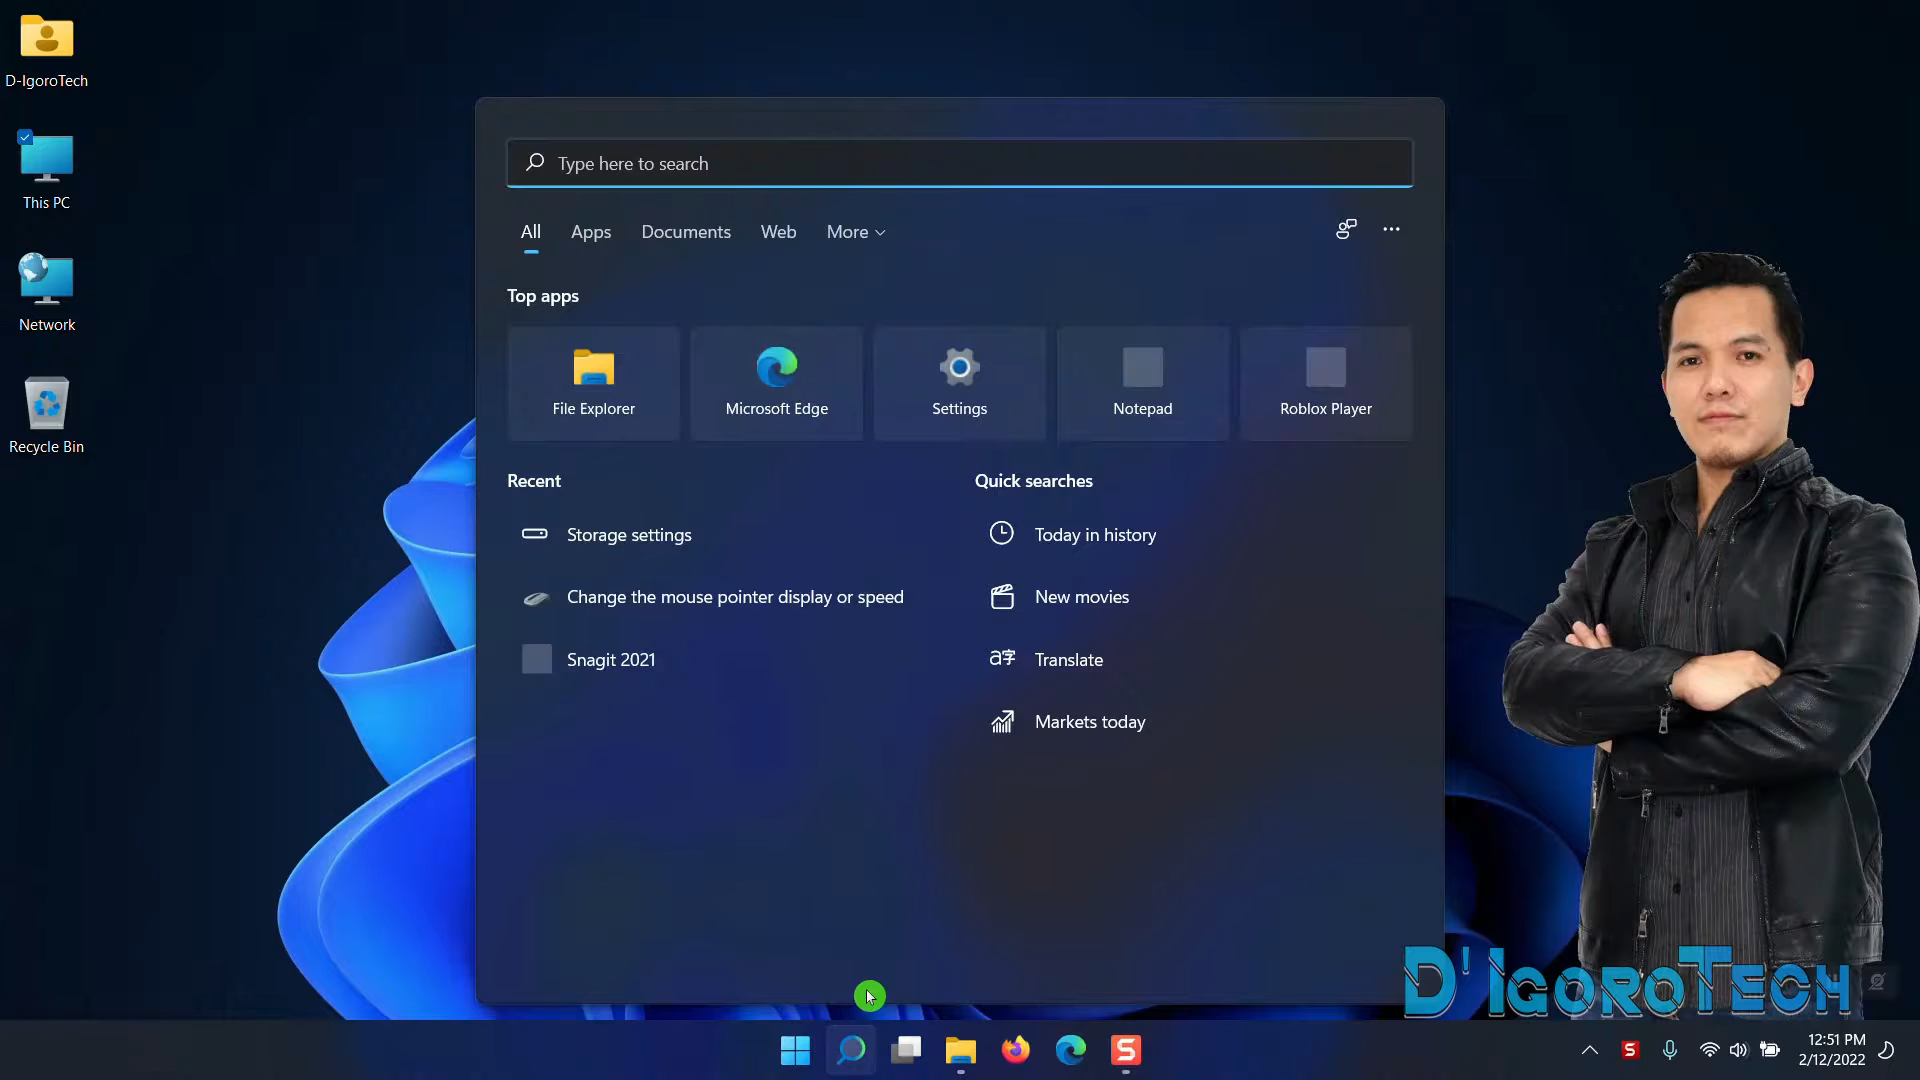 D-IgoroTech
This PC
Network
Recycle Bin
Type here to search
All
Apps
Documents
Web
More
Top apps
File Explorer
Microsoft Edge
Settings
Notepad
Roblox Player
Recent
Storage settings
Change the mouse pointer display or speed
Snagit 2021
Quick searches
Today in history
New movies
Translate
Markets today
D'IGOROTECH
12:51 PM
2/12/2022